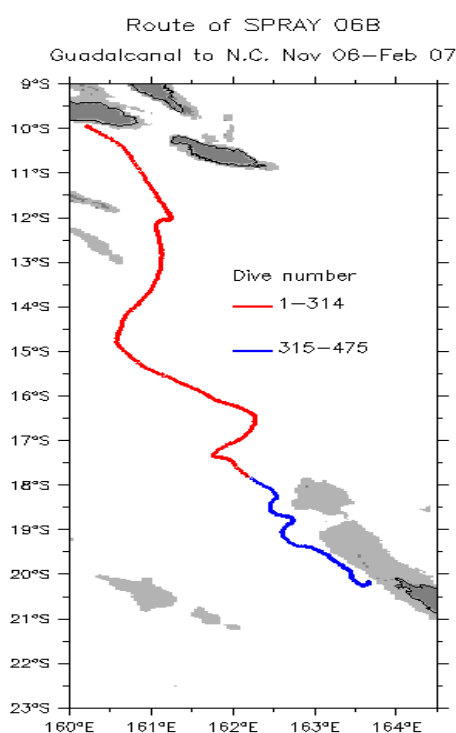 Route of SPRAY 06B
Guadalcanal to N.C. Nov 06–Feb 07
9°S
10°S
11°S
12°S
13°S
14°S
15°S
16°S
17°S
18°S
19°S
20°S
21°S
22°S
23°S
Dive number
1–314
315–475
160°E 161°E 162°E 163°E 164°E